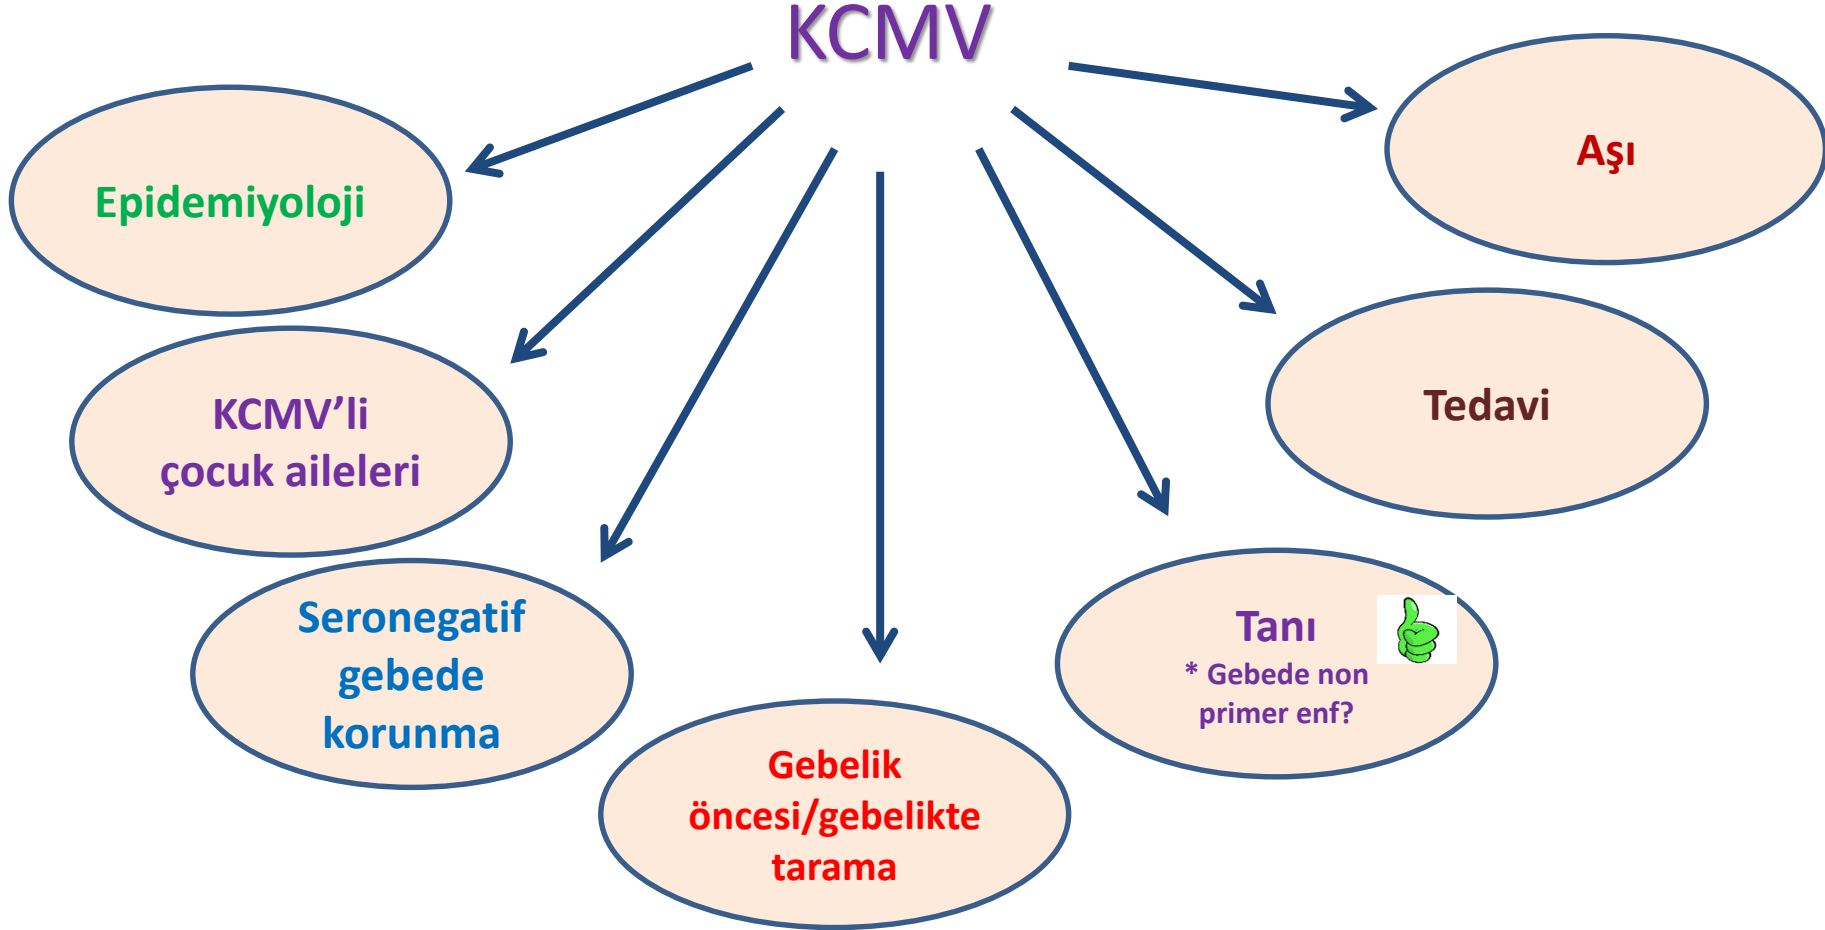 KCMV
Epidemiyoloji
KCMV’li
çocuk aileleri
Seronegatif
gebede
korunma
Gebelik
öncesi/gebelikte
tarama
Tanı
* Gebede non
primer enf?
Tedavi
Aşı